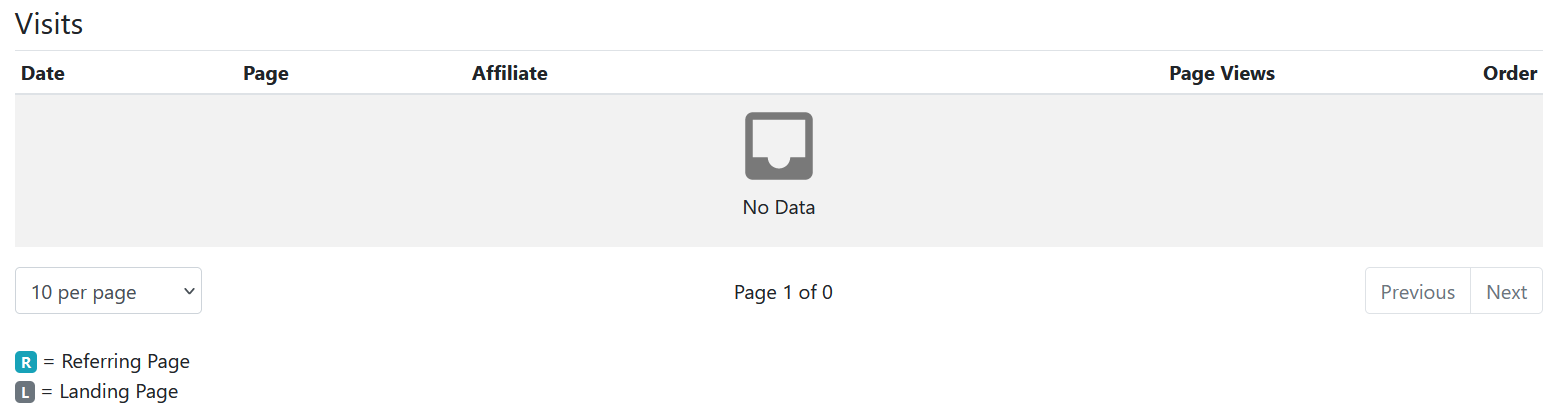 Visits
Date Page Affiliate Page Views Order
No Data
10 per page Page 1 of 0 Previous Next
R = Referring Page
L = Landing Page